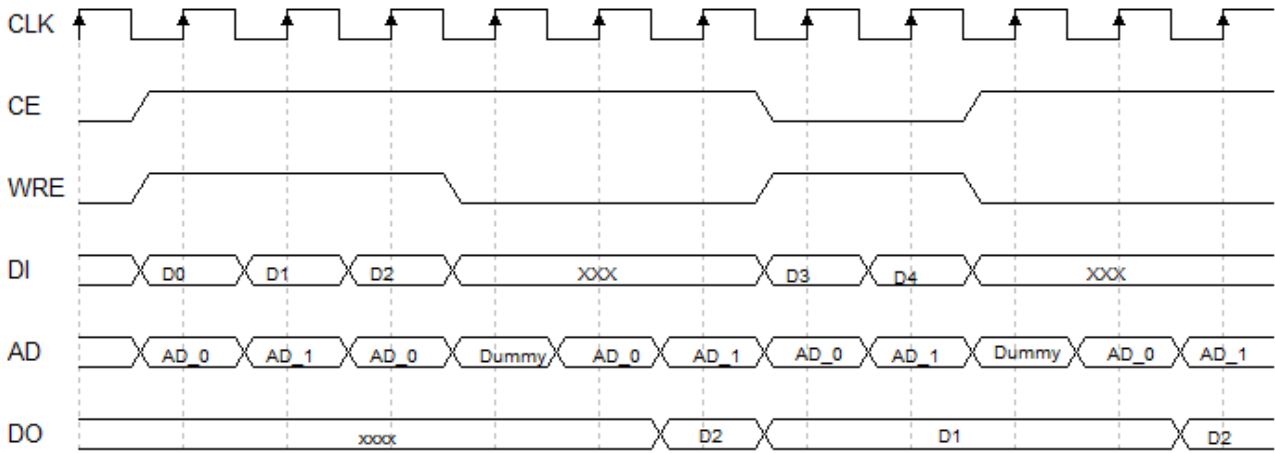 CLK
CE
WRE
DI D0 D1 D2 XXX D3 D4 XXX
AD AD_0 AD_1 AD_0 Dummy AD_0 AD_1 AD_0 AD_1 Dummy AD_0 AD_1
DO xxxx D2 D1 D2